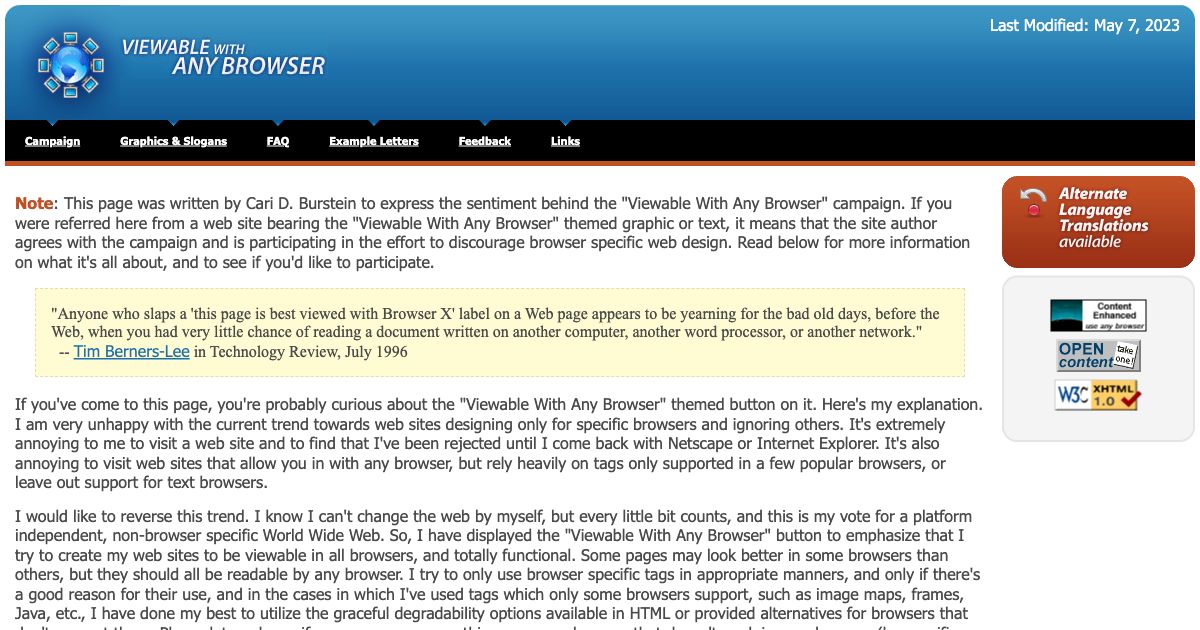 Last Modified: May 7, 2023
VIEWABLE WITH
ANY BROWSER
Campaign Graphics & Slogans FAQ Example Letters Feedback Links
Note: This page was written by Cari D. Burstein to express the sentiment behind the "Viewable With Any Browser" campaign. If you
were referred here from a web site bearing the "Viewable With Any Browser" themed graphic or text, it means that the site author
agrees with the campaign and is participating in the effort to discourage browser specific web design. Read below for more information
on what it's all about, and to see if you'd like to participate.
"Anyone who slaps a 'this page is best viewed with Browser X' label on a Web page appears to be yearning for the bad old days, before the
Web, when you had very little chance of reading a document written on another computer, another word processor, or another network."
-- Tim Berners-Lee in Technology Review, July 1996
If you've come to this page, you're probably curious about the "Viewable With Any Browser" themed button on it. Here's my explanation.
I am very unhappy with the current trend towards web sites designing only for specific browsers and ignoring others. It's extremely
annoying to me to visit a web site and to find that I've been rejected until I come back with Netscape or Internet Explorer. It's also
annoying to visit web sites that allow you in with any browser, but rely heavily on tags only supported in a few popular browsers, or
leave out support for text browsers.
I would like to reverse this trend. I know I can't change the web by myself, but every little bit counts, and this is my vote for a platform
independent, non-browser specific World Wide Web. So, I have displayed the "Viewable With Any Browser" button to emphasize that I
try to create my web sites to be viewable in all browsers, and totally functional. Some pages may look better in some browsers than
others, but they should all be readable by any browser. I try to only use browser specific tags in appropriate manners, and only if there's
a good reason for their use, and in the cases in which I've used tags which only some browsers support, such as image maps, frames,
Java, etc., I have done my best to utilize the graceful degradability options available in HTML or provided alternatives for browsers that
Alternate
Language
Translations
available
Content
Enhanced
use any browser
OPEN
content
take
one!
W3C XHTML
1.0